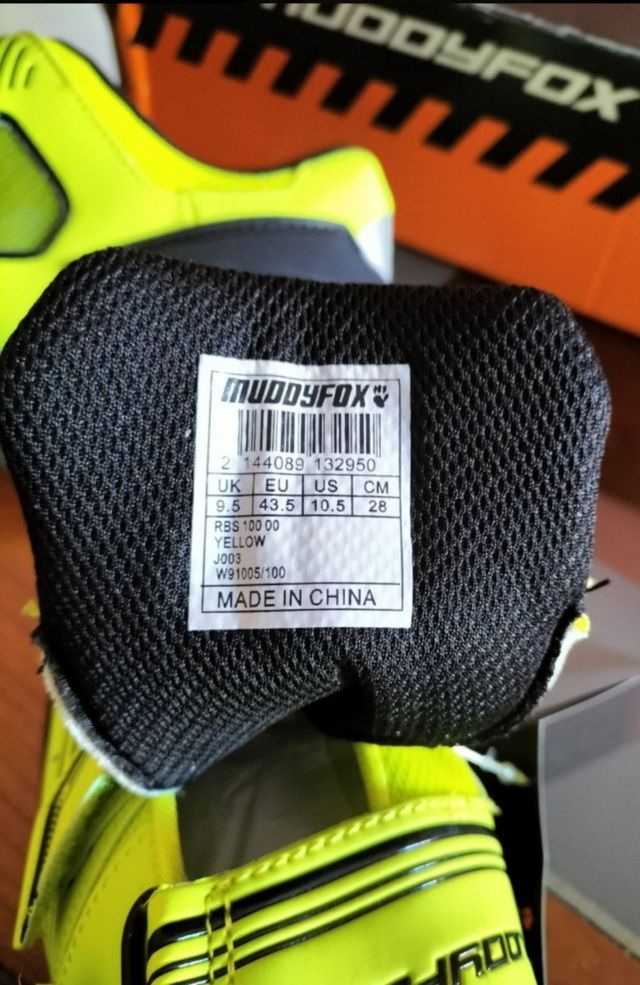 MUDDYFOX
MUDDYFOX
2 144089 132950
UK EU US CM
9.5 43.5 10.5 28
RBS 100 00
YELLOW
J003
W91005/100
MADE IN CHINA